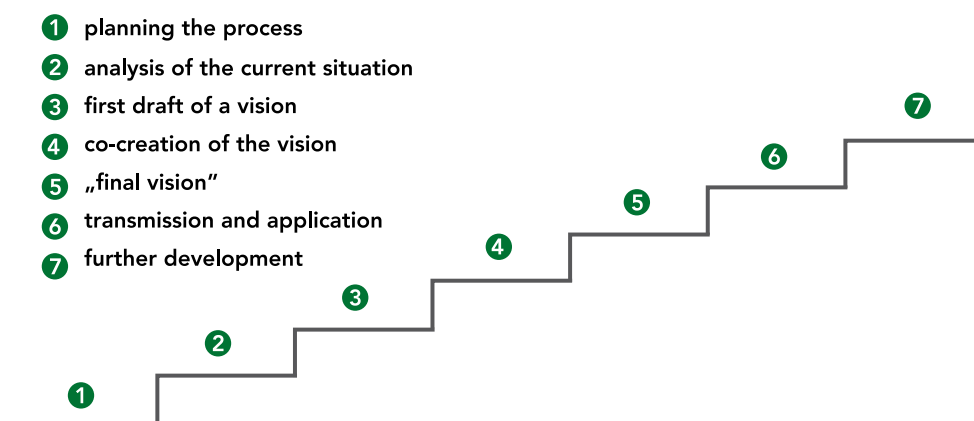 1 planning the process
2 analysis of the current situation
3 first draft of a vision
4 co-creation of the vision
5 „final vision”
6 transmission and application
7 further development
7
6
5
4
3
2
1